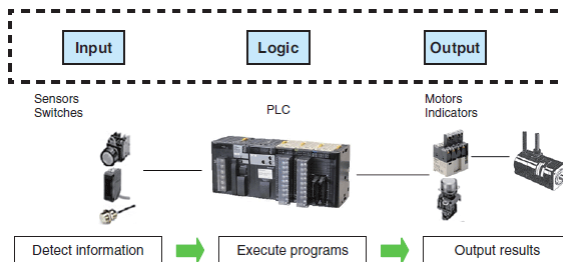 Input
Logic
Output
Sensors
Switches
PLC
Motors
Indicators
Detect information
Execute programs
Output results